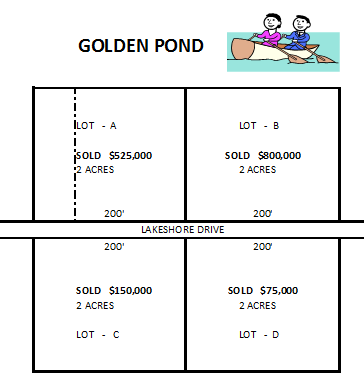 GOLDEN POND
LOT - A
LOT - B
SOLD $525,000
SOLD $800,000
2 ACRES
2 ACRES
200'
200'
LAKESHORE DRIVE
200'
200'
SOLD $150,000
SOLD $75,000
2 ACRES
2 ACRES
LOT - C
LOT - D